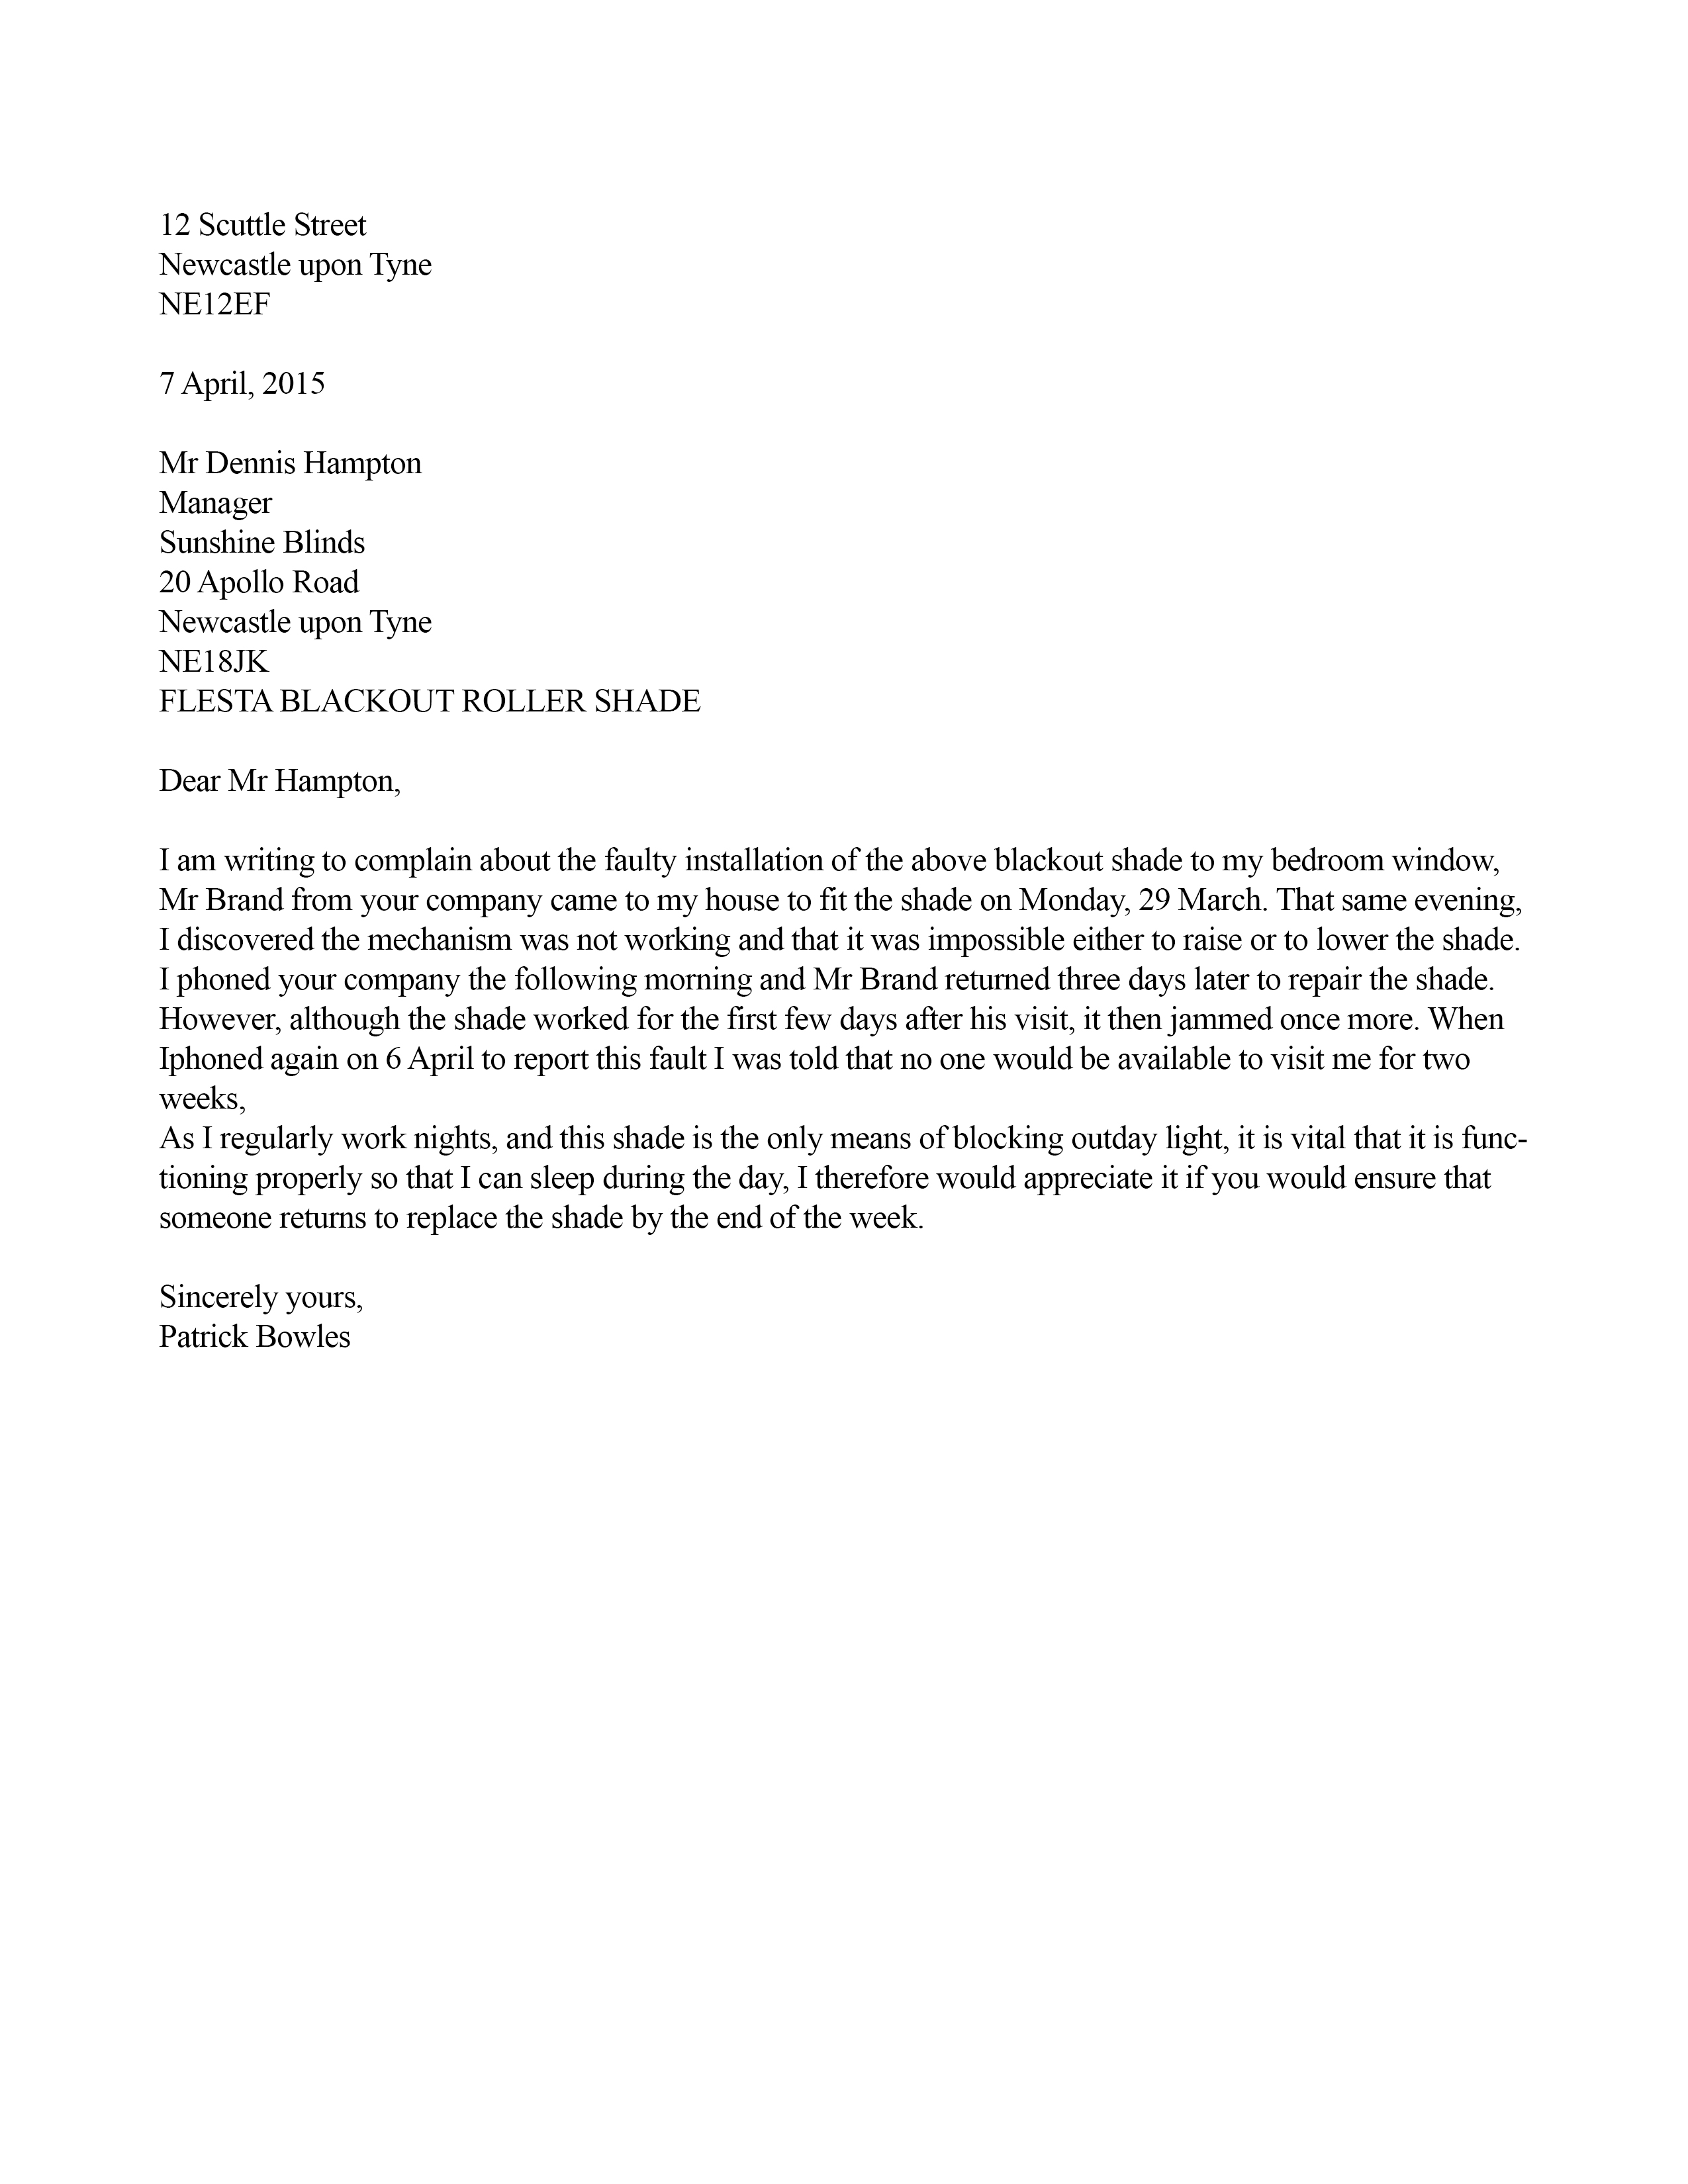 12 Scuttle Street
Newcastle upon Tyne
NE12EF
7 April, 2015
Mr Dennis Hampton
Manager
Sunshine Blinds
20 Apollo Road
Newcastle upon Tyne
NE18JK
FLESTA BLACKOUT ROLLER SHADE
Dear Mr Hampton,
I am writing to complain about the faulty installation of the above blackout shade to my bedroom window,
Mr Brand from your company came to my house to fit the shade on Monday, 29 March. That same evening,
I discovered the mechanism was not working and that it was impossible either to raise or to lower the shade.
I phoned your company the following morning and Mr Brand returned three days later to repair the shade.
However, although the shade worked for the first few days after his visit, it then jammed once more. When
Iphoned again on 6 April to report this fault I was told that no one would be available to visit me for two
weeks,
As I regularly work nights, and this shade is the only means of blocking outday light, it is vital that it is func-
tioning properly so that I can sleep during the day, I therefore would appreciate it if you would ensure that
someone returns to replace the shade by the end of the week.
Sincerely yours,
Patrick Bowles